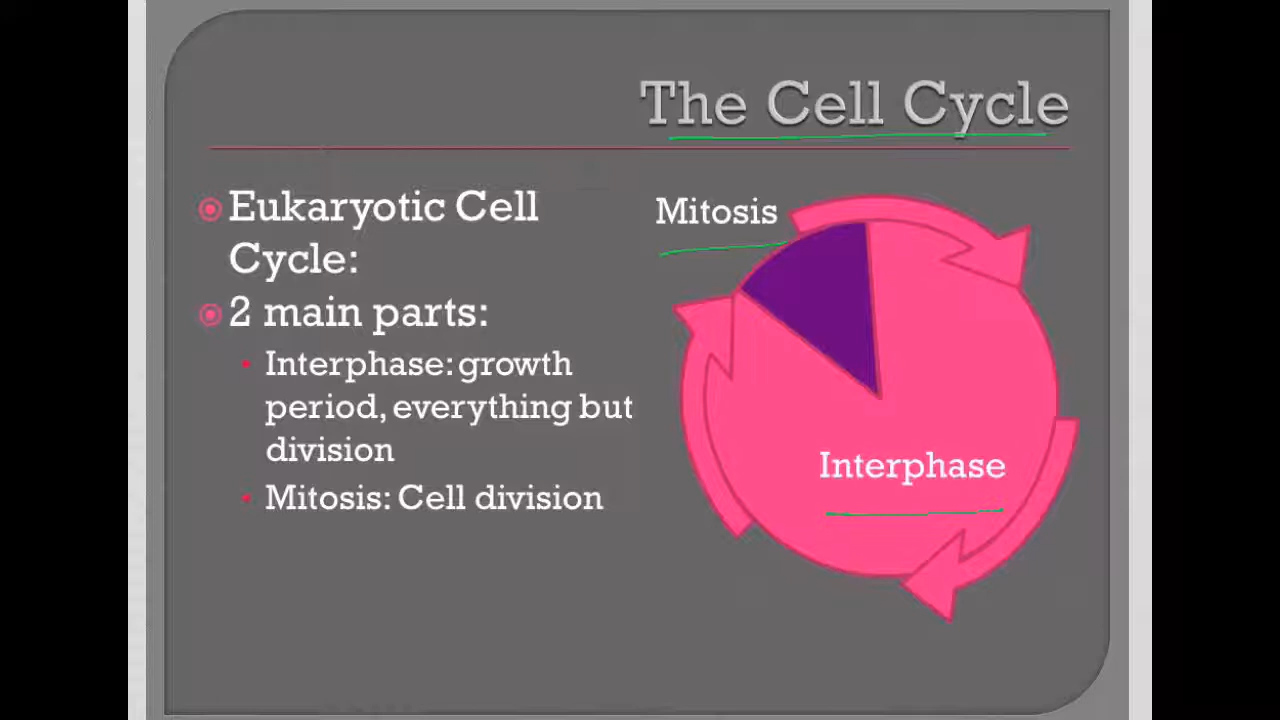 The Cell Cycle
Eukaryotic Cell
Cycle:
2 main parts:
Interphase: growth
period, everything but
division
Mitosis: Cell division
Mitosis
Interphase